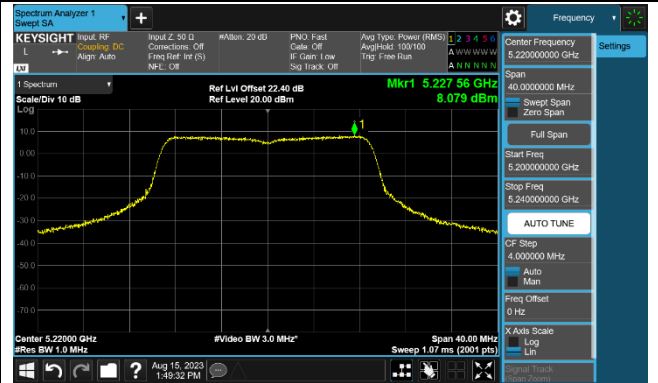 Spectrum Analyzer 1
Swept SA
Frequency
KEYSIGHT
L
LXI
Input: RF
Coupling: DC
Align: Auto
Input Z: 50 Ω
Corrections: Off
Freq Ref: Int (S)
NFE: Off
#Atten: 20 dB
PNO: Fast
Gate: Off
IF Gain: Low
Sig Track: Off
Avg Type: Power (RMS)
Avg|Hold: 100/100
Trig: Free Run
1 2 3 4 5 6
A W W W W W
A N N N N N
1 Spectrum
Scale/Div 10 dB
Log
Ref Lvl Offset 22.40 dB
Ref Level 20.00 dBm
Mkr1 5.227 56 GHz
8.079 dBm
1
10.0
0.00
-10.0
-20.0
-30.0
-40.0
-50.0
-60.0
-70.0
Center 5.22000 GHz
#Res BW 1.0 MHz
#Video BW 3.0 MHz*
Span 40.00 MHz
Sweep 1.07 ms (2001 pts)
Center Frequency
5.220000000 GHz
Settings
Span
40.0000000 MHz
Swept Span
Zero Span
Full Span
Start Freq
5.200000000 GHz
Stop Freq
5.240000000 GHz
AUTO TUNE
CF Step
4.000000 MHz
Auto
Man
Freq Offset
0 Hz
X Axis Scale
Log
Lin
Signal Track
(Span Zoom)
?
Aug 15, 2023
1:49:32 PM